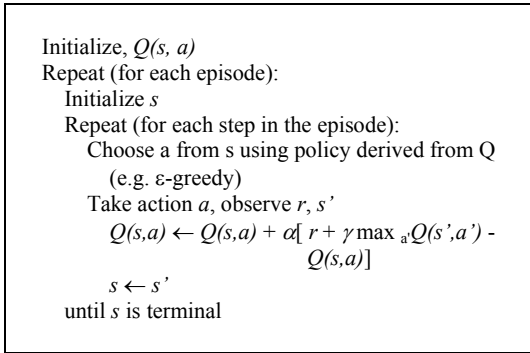 Initialize, Q(s, a)
Repeat (for each episode):
Initialize s
Repeat (for each step in the episode):
Choose a from s using policy derived from Q
(e.g. ε-greedy)
Take action a, observe r, s’
Q(s,a) ← Q(s,a) + α[ r + γ max a'Q(s’,a’) -
Q(s,a)]
s ← s’
until s is terminal